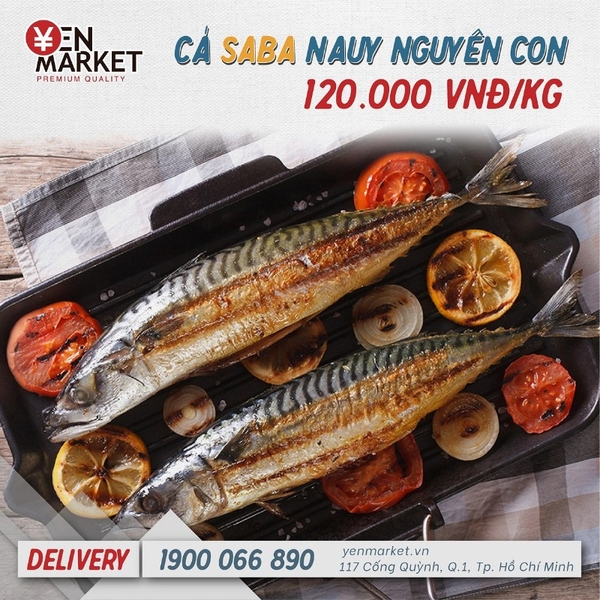 ¥EN
MARKET
PREMIUM QUALITY
CÁ SABA NAUY NGUYÊN CON
120.000 VNĐ/KG
DELIVERY
1900 066 890
yenmarket.vn
117 Cống Quỳnh, Q.1, Tp. Hồ Chí Minh